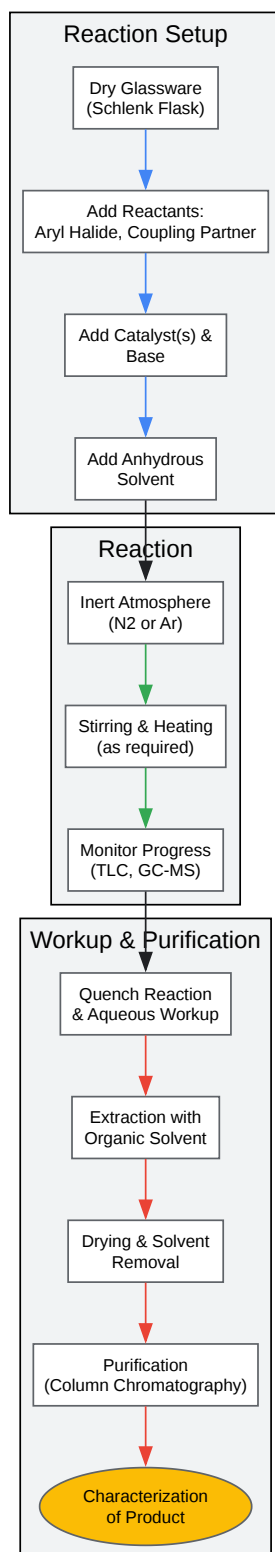 Reaction Setup
Dry Glassware
(Schlenk Flask)
Add Reactants:
Aryl Halide, Coupling Partner
Add Catalyst(s) &
Base
Add Anhydrous
Solvent
Reaction
Inert Atmosphere
(N2 or Ar)
Stirring & Heating
(as required)
Monitor Progress
(TLC, GC-MS)
Workup & Purification
Quench Reaction
& Aqueous Workup
Extraction with
Organic Solvent
Drying & Solvent
Removal
Purification
(Column Chromatography)
Characterization
of Product